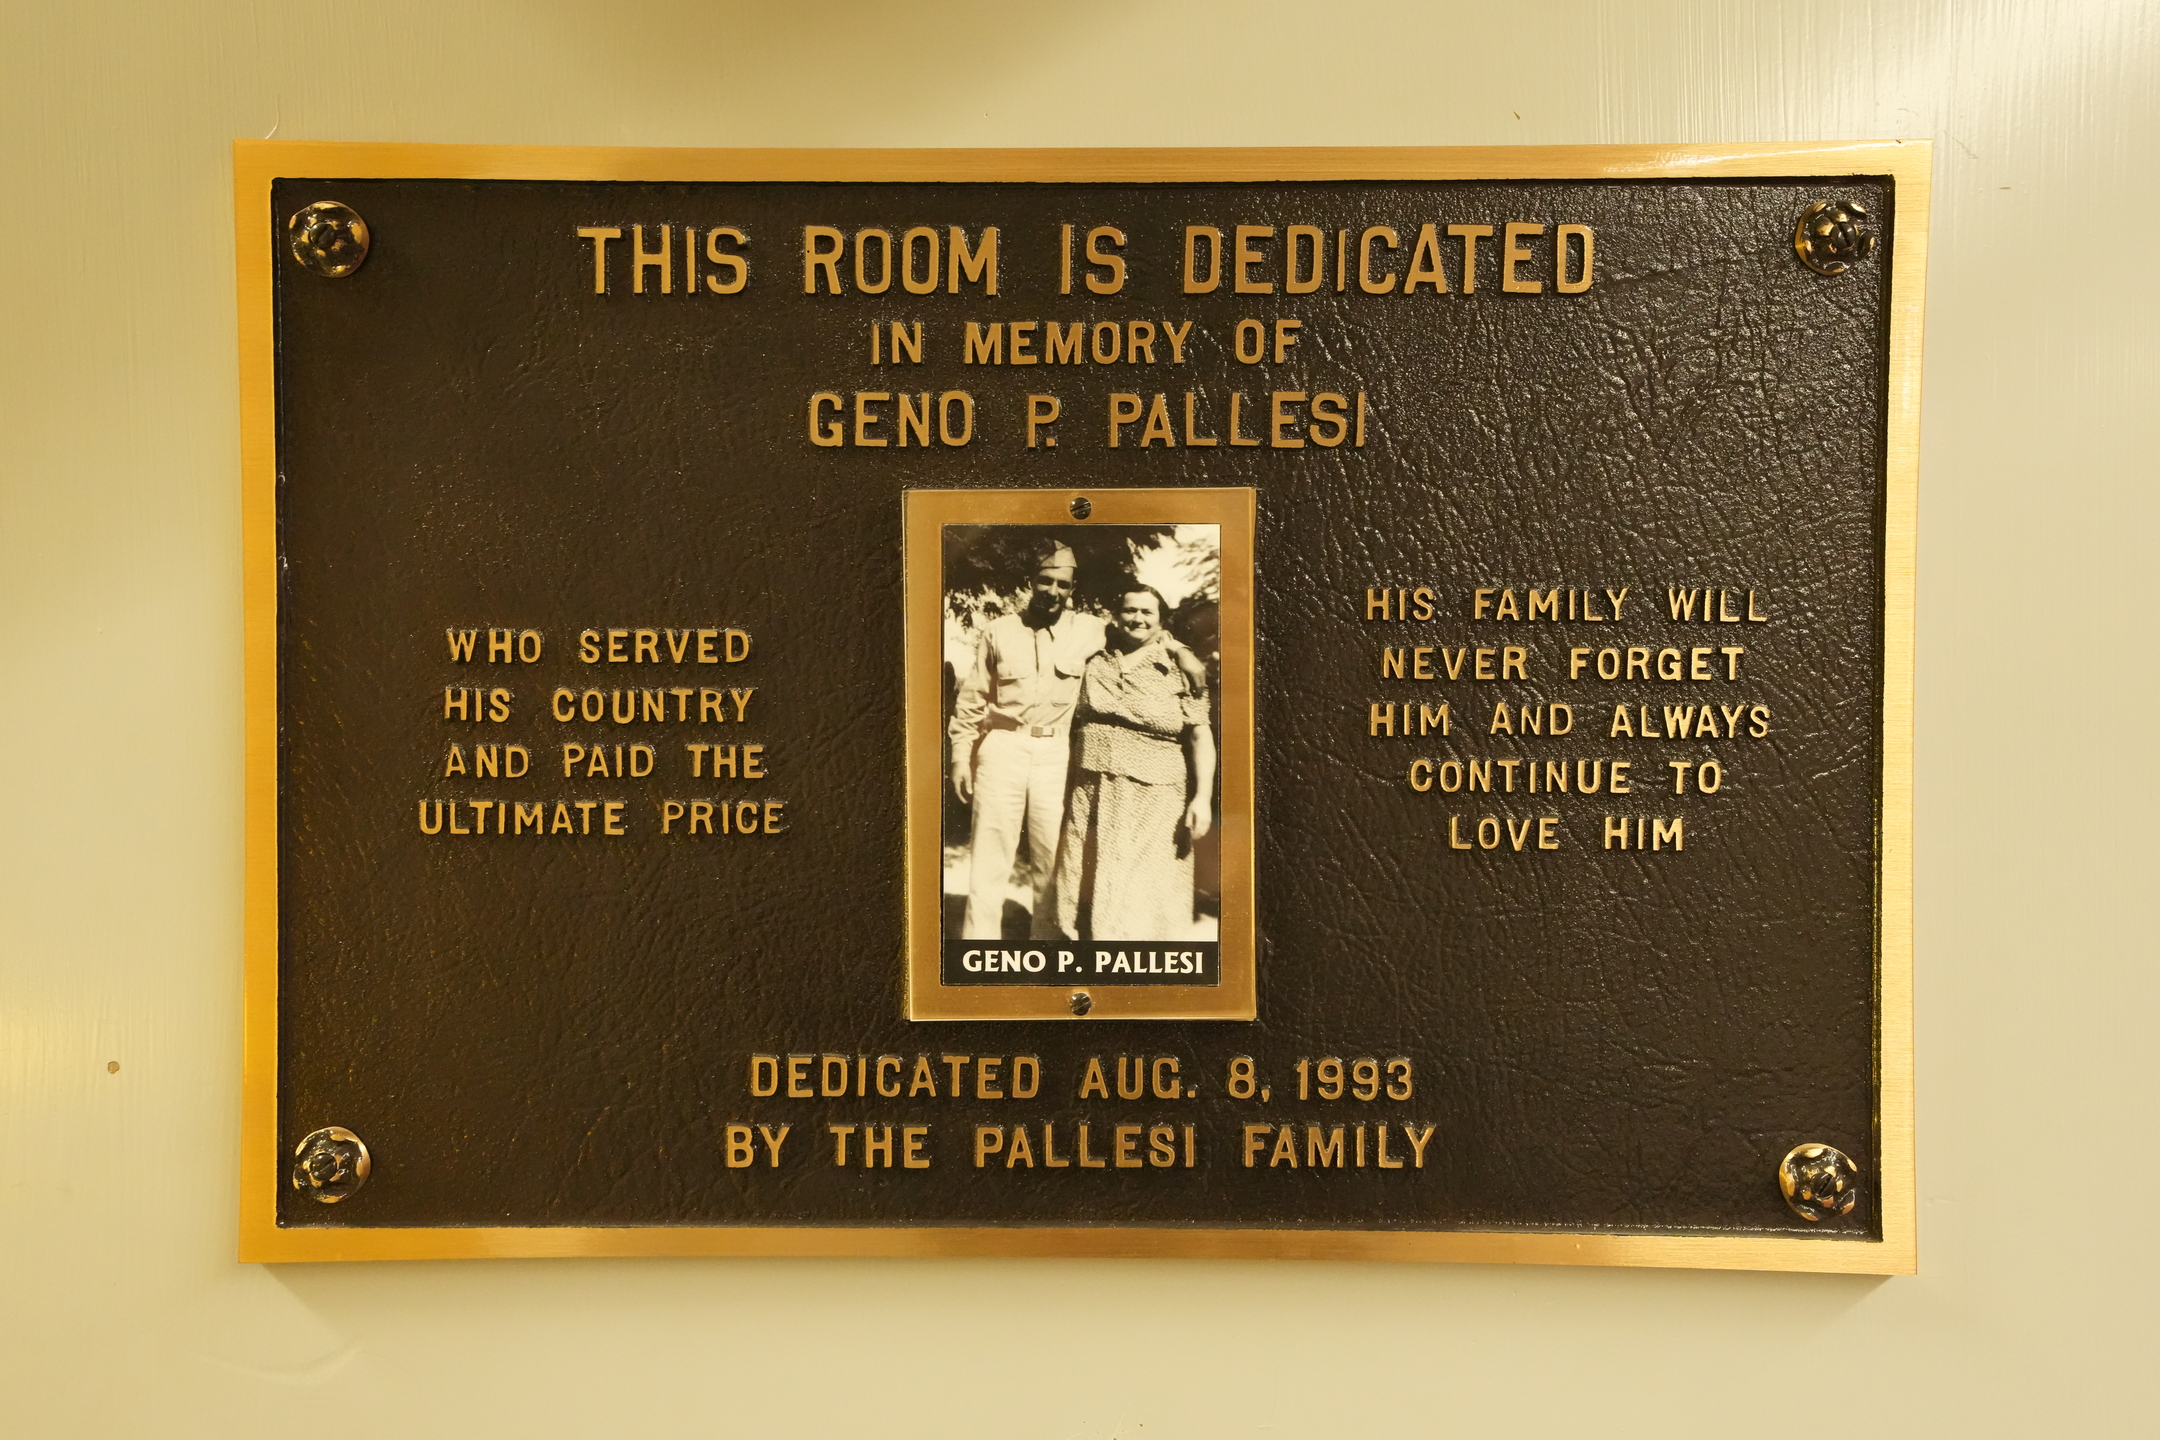 THIS ROOM IS DEDICATED
IN MEMORY OF
GENO P. PALLESI
WHO SERVED
HIS COUNTRY
AND PAID THE
ULTIMATE PRICE
GENO P. PALLESI
HIS FAMILY WILL
NEVER FORGET
HIM AND ALWAYS
CONTINUE TO
LOVE HIM
DEDICATED AUG. 8, 1993
BY THE PALLESI FAMILY